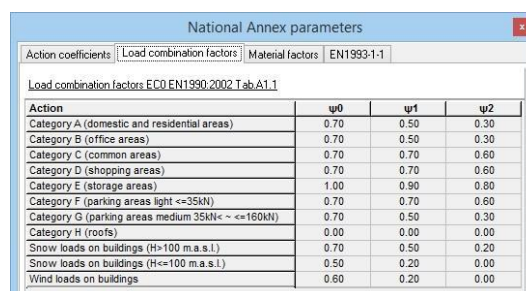 National Annex parameters
x
Action coefficients Load combination factors Material factors EN1993-1-1
Load combination factors EC0 EN1990:2002 Tab.A1.1
Action ψ0 ψ1 ψ2
Category A (domestic and residential areas) 0.70 0.50 0.30
Category B (office areas) 0.70 0.50 0.30
Category C (common areas) 0.70 0.70 0.60
Category D (shopping areas) 0.70 0.70 0.60
Category E (storage areas) 1.00 0.90 0.80
Category F (parking areas light <=35kN) 0.70 0.70 0.60
Category G (parking areas medium 35kN< ~ <=160kN) 0.70 0.50 0.30
Category H (roofs) 0.00 0.00 0.00
Snow loads on buildings (H>100 m.a.s.l.) 0.70 0.50 0.20
Snow loads on buildings (H<=100 m.a.s.l.) 0.50 0.20 0.00
Wind loads on buildings 0.60 0.20 0.00